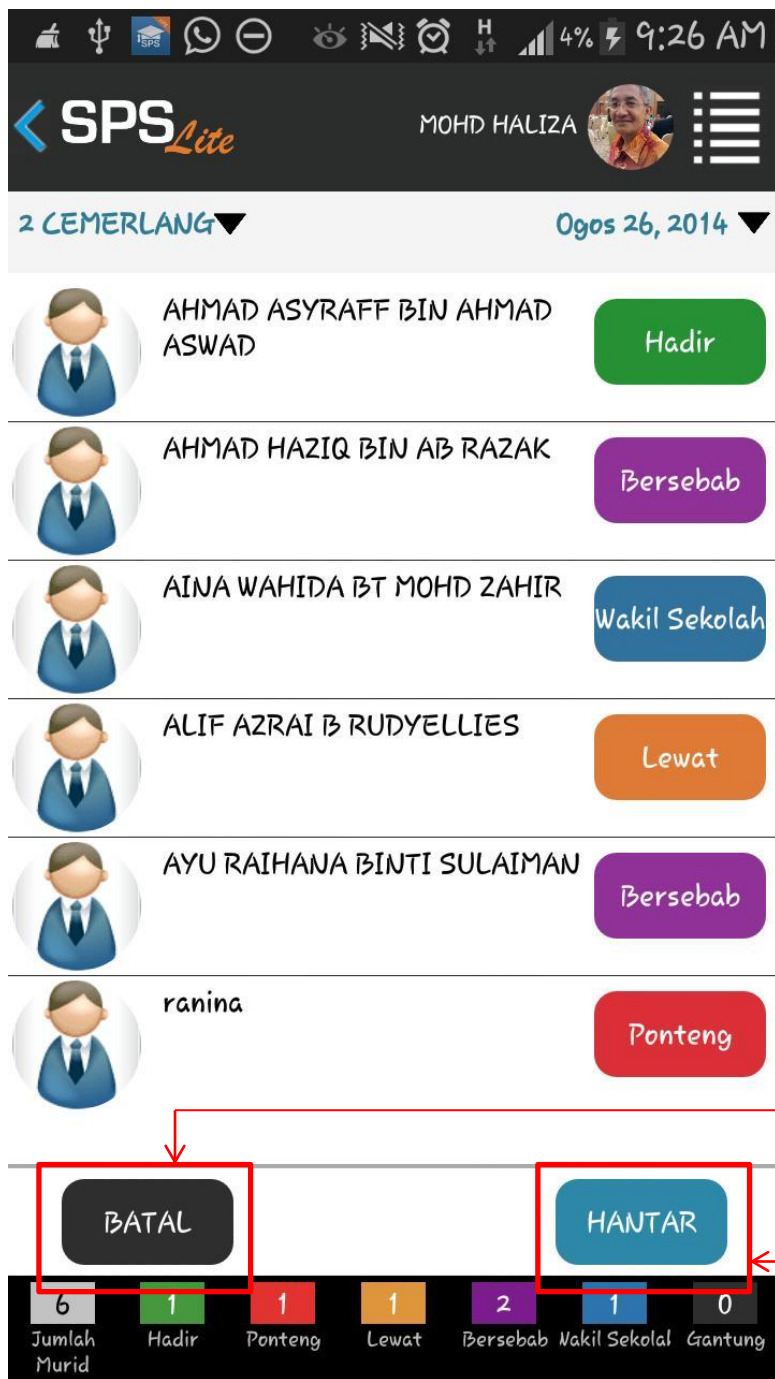 SPS H 4% 9:26 AM
SPS Lite MOHD HALIZA
2 CEMERLANG Ogos 26, 2014
AHMAD ASYRAFF BIN AHMAD
ASWAD
Hadir
AHMAD HAZIQ BIN AB RAZAK
Bersebab
AINA WAHIDA BT MOHD ZAHIR
Wakil Sekolah
ALIF AZRAI B RUDYELLIES
Lewat
AYU RAIHANA BINTI SULAIMAN
Bersebab
ranina
Ponteng
BATAL HANTAR
6 1 1 1 2 1 0
Jumlah Hadir Ponteng Lewat Bersebab Wakil Sekolal Gantung
Murid